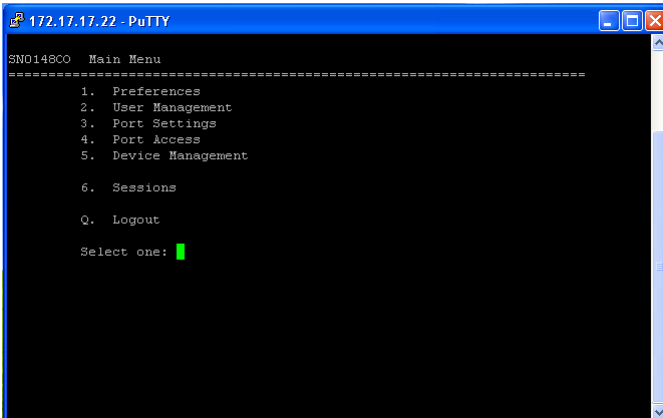 172.17.17.22 - PuTTY
SN0148CO Main Menu
========================================================================
1. Preferences
2. User Management
3. Port Settings
4. Port Access
5. Device Management
6. Sessions
Q. Logout
Select one: